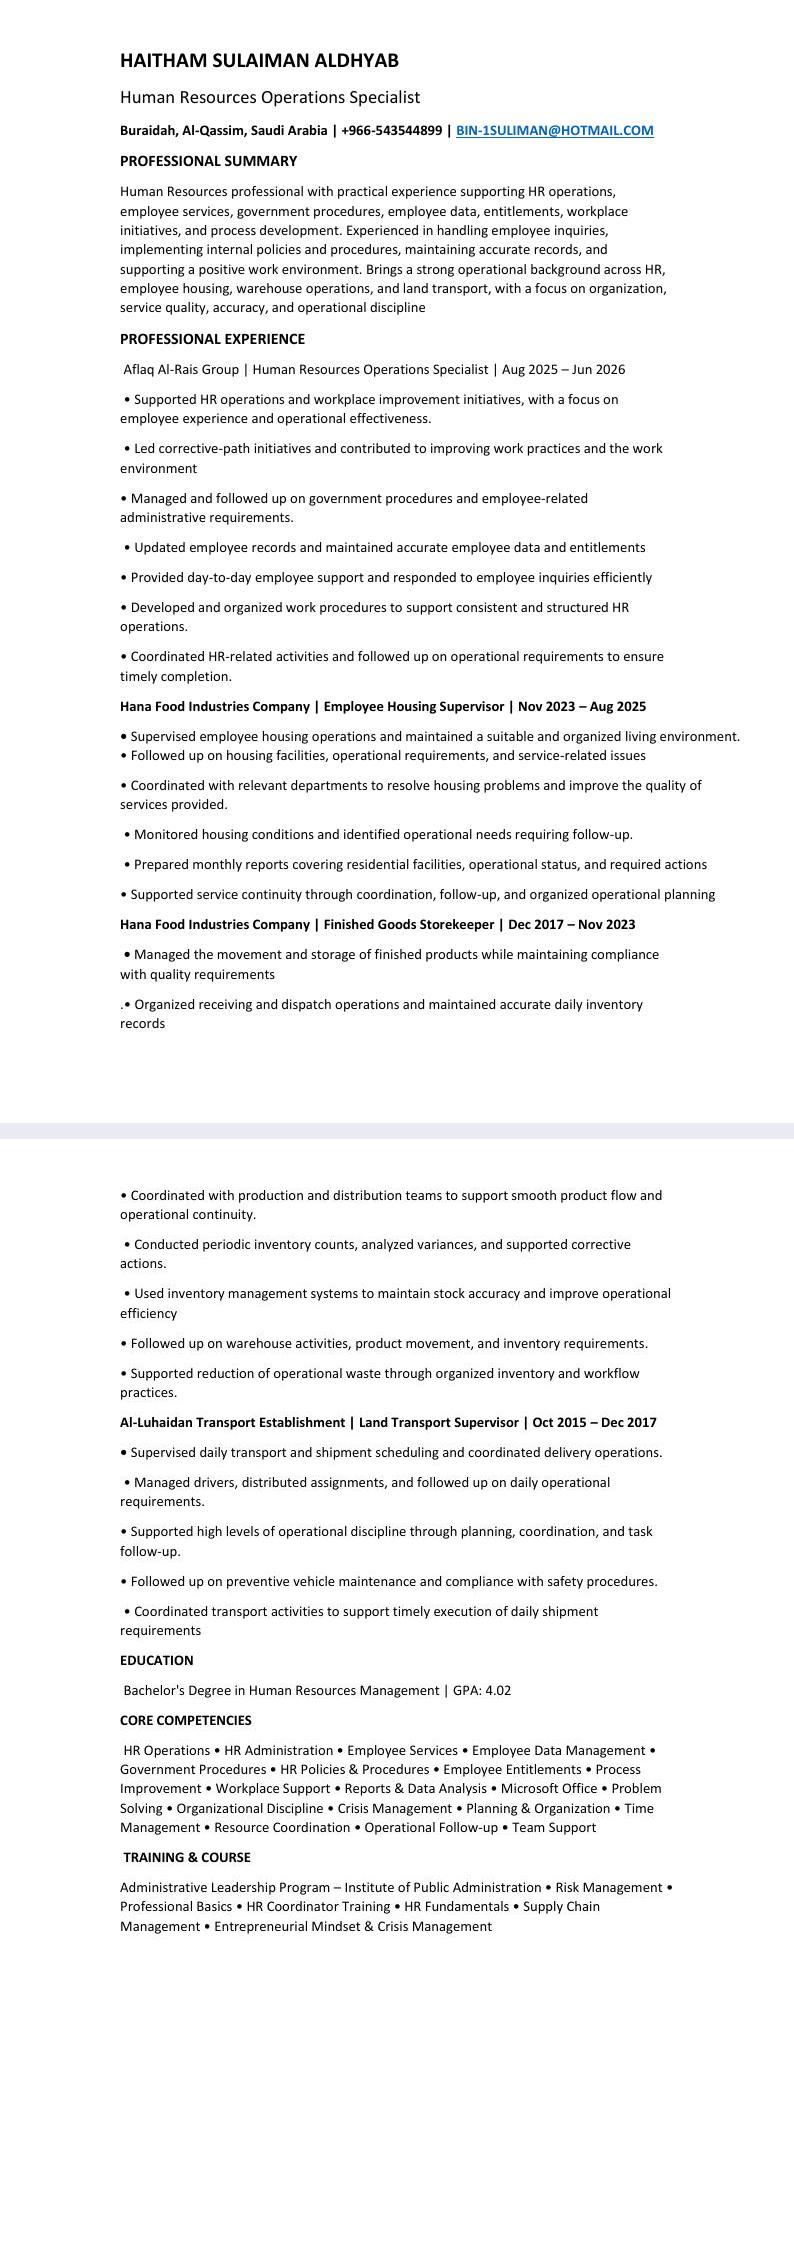 HAITHAM SULAIMAN ALDHYAB
Human Resources Operations Specialist
Buraidah, Al-Qassim, Saudi Arabia | +966-543544899 | BIN-1SULIMAN@HOTMAIL.COM
PROFESSIONAL SUMMARY
Human Resources professional with practical experience supporting HR operations,
employee services, government procedures, employee data, entitlements, workplace
initiatives, and process development. Experienced in handling employee inquiries,
implementing internal policies and procedures, maintaining accurate records, and
supporting a positive work environment. Brings a strong operational background across HR,
employee housing, warehouse operations, and land transport, with a focus on organization,
service quality, accuracy, and operational discipline
PROFESSIONAL EXPERIENCE
Aflaq Al-Rais Group | Human Resources Operations Specialist | Aug 2025 – Jun 2026
• Supported HR operations and workplace improvement initiatives, with a focus on
employee experience and operational effectiveness.
• Led corrective-path initiatives and contributed to improving work practices and the work
environment
• Managed and followed up on government procedures and employee-related
administrative requirements.
• Updated employee records and maintained accurate employee data and entitlements
• Provided day-to-day employee support and responded to employee inquiries efficiently
• Developed and organized work procedures to support consistent and structured HR
operations.
• Coordinated HR-related activities and followed up on operational requirements to ensure
timely completion.
Hana Food Industries Company | Employee Housing Supervisor | Nov 2023 – Aug 2025
• Supervised employee housing operations and maintained a suitable and organized living environment.
• Followed up on housing facilities, operational requirements, and service-related issues
• Coordinated with relevant departments to resolve housing problems and improve the quality of
services provided.
• Monitored housing conditions and identified operational needs requiring follow-up.
• Prepared monthly reports covering residential facilities, operational status, and required actions
• Supported service continuity through coordination, follow-up, and organized operational planning
Hana Food Industries Company | Finished Goods Storekeeper | Dec 2017 – Nov 2023
• Managed the movement and storage of finished products while maintaining compliance
with quality requirements
.• Organized receiving and dispatch operations and maintained accurate daily inventory
records
• Coordinated with production and distribution teams to support smooth product flow and
operational continuity.
• Conducted periodic inventory counts, analyzed variances, and supported corrective
actions.
• Used inventory management systems to maintain stock accuracy and improve operational
efficiency
• Followed up on warehouse activities, product movement, and inventory requirements.
• Supported reduction of operational waste through organized inventory and workflow
practices.
Al-Luhaidan Transport Establishment | Land Transport Supervisor | Oct 2015 – Dec 2017
• Supervised daily transport and shipment scheduling and coordinated delivery operations.
• Managed drivers, distributed assignments, and followed up on daily operational
requirements.
• Supported high levels of operational discipline through planning, coordination, and task
follow-up.
• Followed up on preventive vehicle maintenance and compliance with safety procedures.
• Coordinated transport activities to support timely execution of daily shipment
requirements
EDUCATION
Bachelor's Degree in Human Resources Management | GPA: 4.02
CORE COMPETENCIES
HR Operations • HR Administration • Employee Services • Employee Data Management •
Government Procedures • HR Policies & Procedures • Employee Entitlements • Process
Improvement • Workplace Support • Reports & Data Analysis • Microsoft Office • Problem
Solving • Organizational Discipline • Crisis Management • Planning & Organization • Time
Management • Resource Coordination • Operational Follow-up • Team Support
TRAINING & COURSE
Administrative Leadership Program – Institute of Public Administration • Risk Management •
Professional Basics • HR Coordinator Training • HR Fundamentals • Supply Chain
Management • Entrepreneurial Mindset & Crisis Management